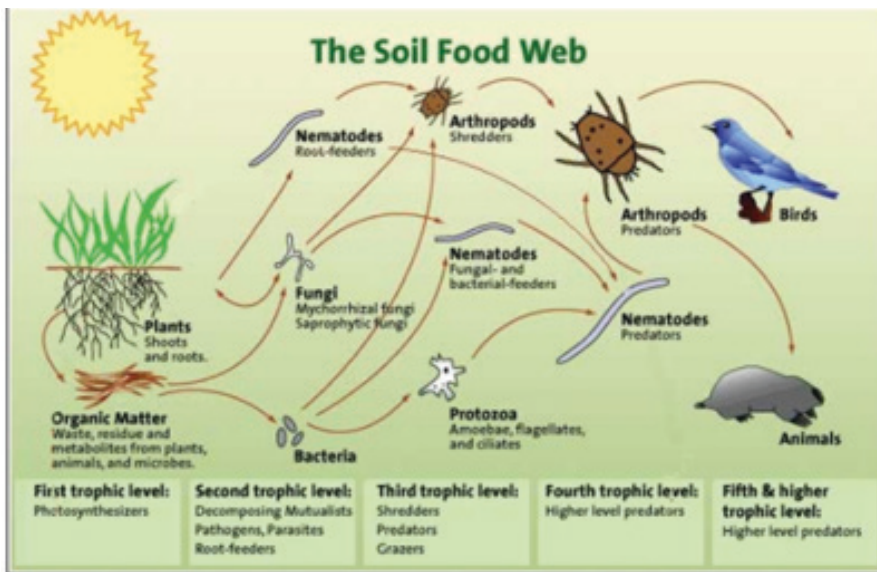 The Soil Food Web
Nematodes
Root-feeders
Arthropods
Shredders
Arthropods
Predators
Birds
Plants
Shoots
and roots.
Fungi
Mychorrhizal fungi
Saprophytic fungi
Nematodes
Fungal- and
bacterial-feeders
Nematodes
Predators
Organic Matter
Waste, residue and
metabolites from plants,
animals, and microbes.
Bacteria
Protozoa
Amoebae, flagellates,
and ciliates
Animals
First trophic level:
Photosynthesizers
Second trophic level:
Decomposing Mutualists
Pathogens, Parasites
Root-feeders
Third trophic level:
Shredders
Predators
Grazers
Fourth trophic level:
Higher level predators
Fifth & higher
trophic level:
Higher level predators